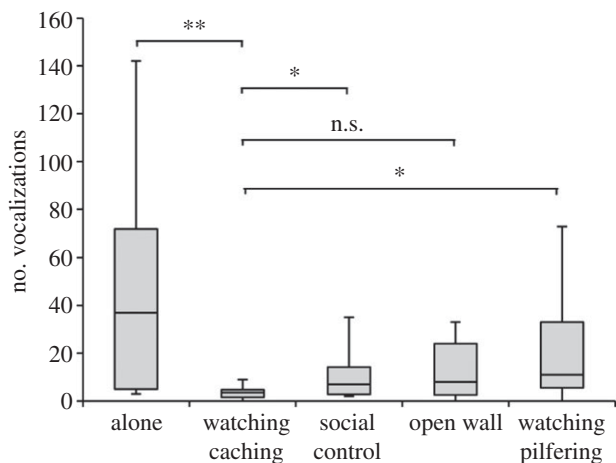 160
140
120
100
80
60
40
20
0
no. vocalizations
**
*
n.s.
*
alone
watching
caching
social
control
open wall
watching
pilfering